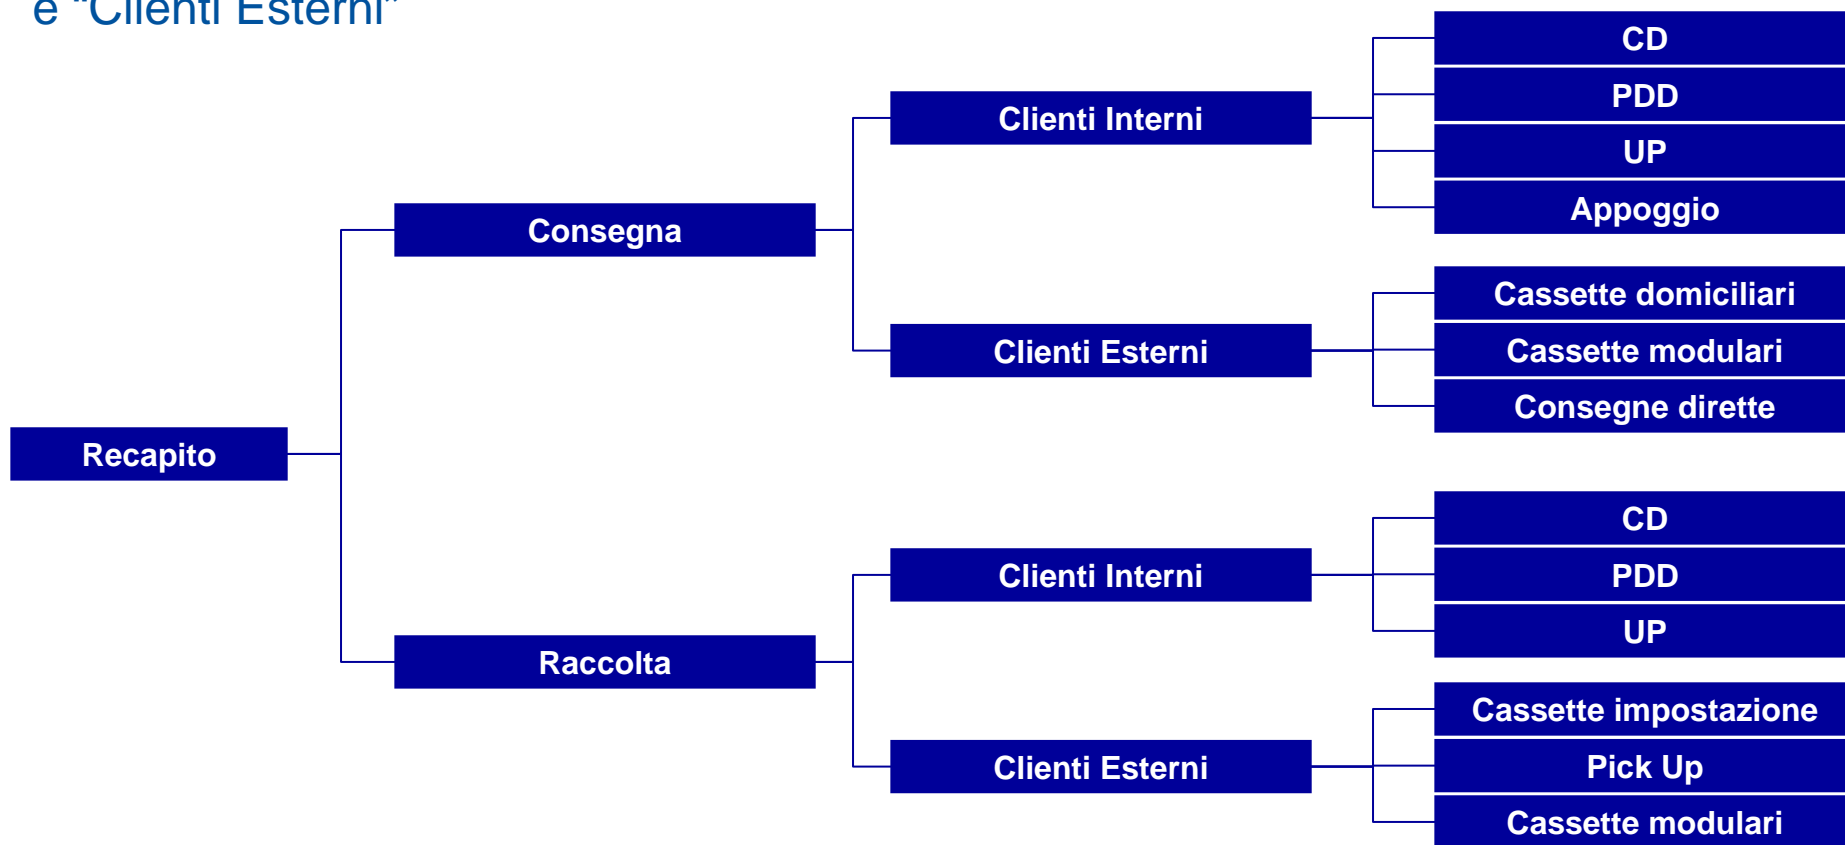 e “Clienti Esterni”
CD
PDD
Clienti Interni
UP
Appoggio
Consegna
Cassette domiciliari
Clienti Esterni
Cassette modulari
Consegne dirette
Recapito
CD
Clienti Interni
PDD
UP
Raccolta
Cassette impostazione
Clienti Esterni
Pick Up
Cassette modulari